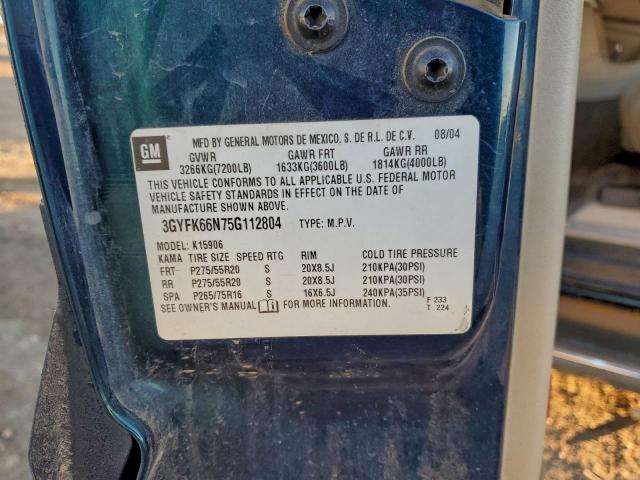 GM
MFD BY GENERAL MOTORS DE MEXICO, S. DE R.L. DE C.V. 08/04
GVWR GAWR FRT GAWR RR
3266KG(7200LB) 1633KG(3600LB) 1814KG(4000LB)
THIS VEHICLE CONFORMS TO ALL APPLICABLE U.S. FEDERAL MOTOR
VEHICLE SAFETY STANDARDS IN EFFECT ON THE DATE OF
MANUFACTURE SHOWN ABOVE.
3GYFK66N75G112804 TYPE: M.P.V.
MODEL: K15906
KAMA TIRE SIZE SPEED RTG RIM COLD TIRE PRESSURE
FRT P275/55R20 S 20X8.5J 210KPA(30PSI)
RR P275/55R20 S 20X8.5J 210KPA(30PSI)
SPA P265/75R16 S 16X6.5J 240KPA(35PSI)
SEE OWNER'S MANUAL FOR MORE INFORMATION.
F 233
T 224